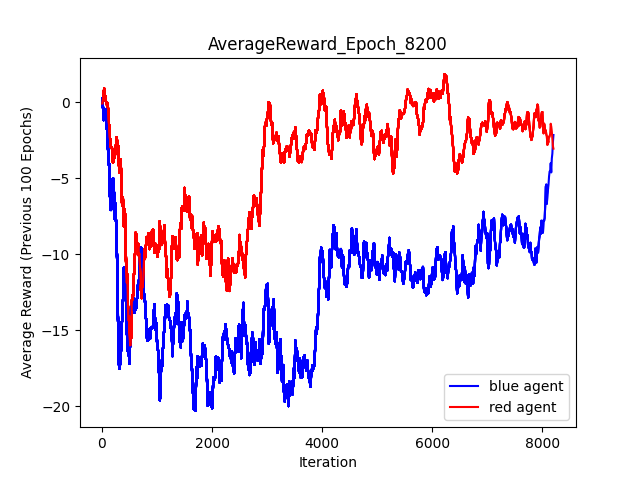 AverageReward_Epoch_8200
Average Reward (Previous 100 Epochs)
0
−5
−10
−15
−20
0 2000 4000 6000 8000
Iteration
blue agent
red agent